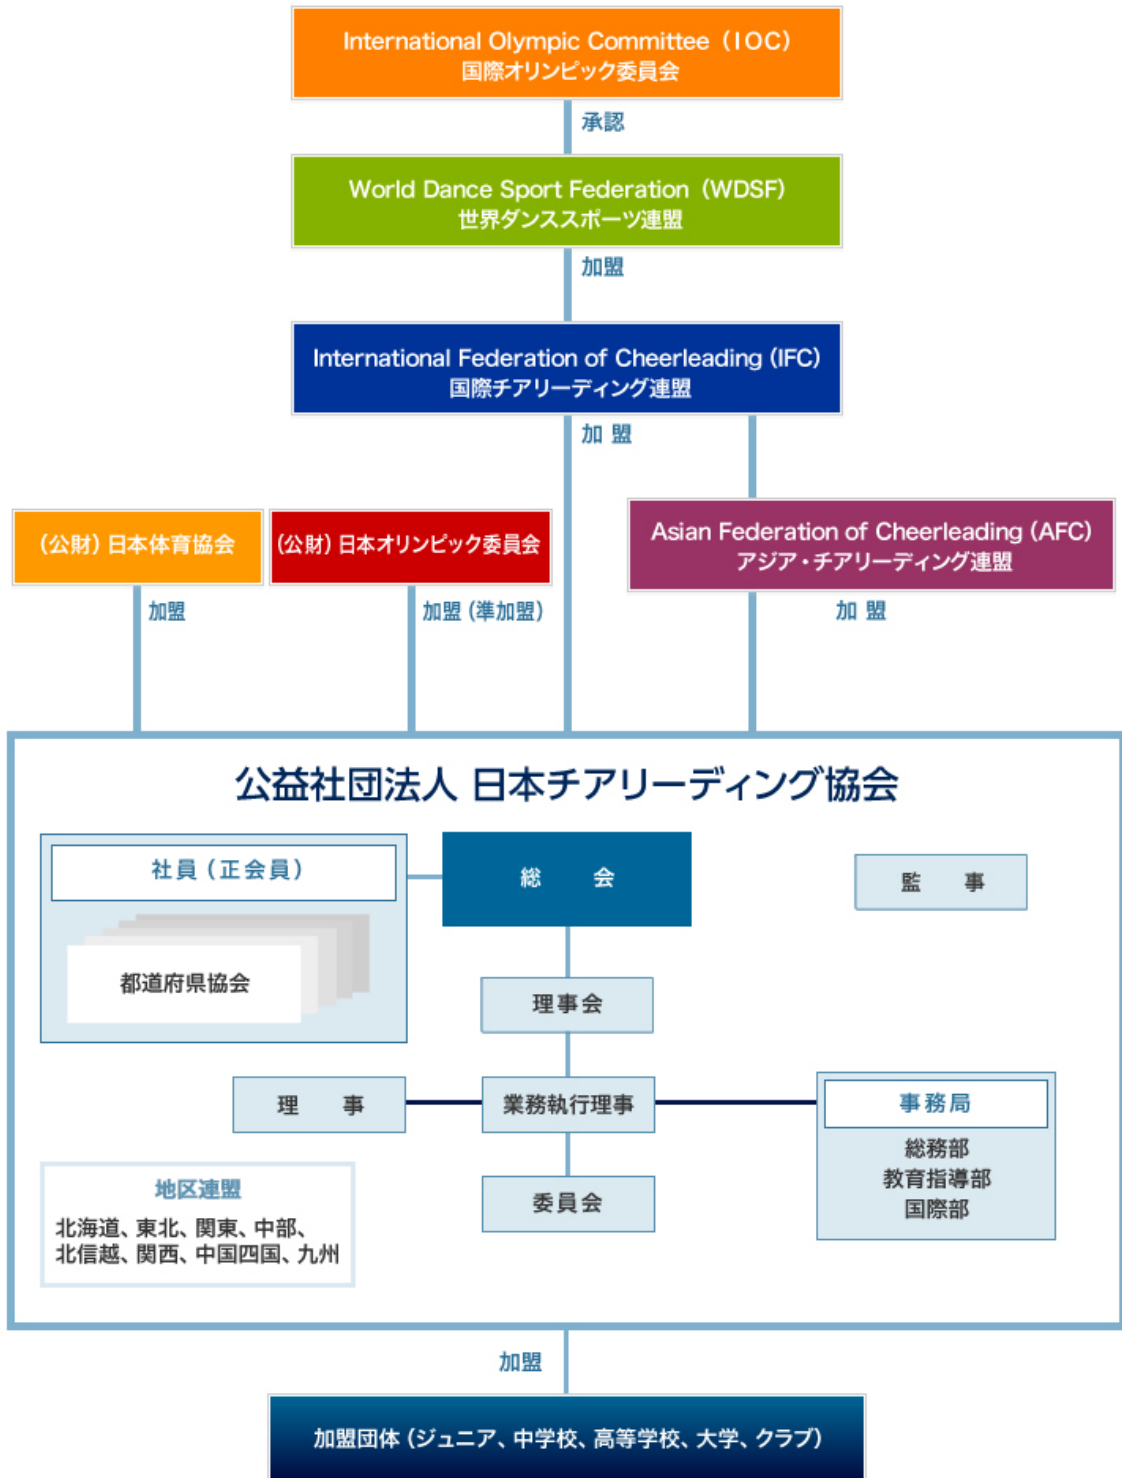 International Olympic Committee（IOC）
国際オリンピック委員会
承認
World Dance Sport Federation（WDSF）
世界ダンススポーツ連盟
加盟
International Federation of Cheerleading (IFC)
国際チアリーディング連盟
加 盟
（公財）日本体育協会
（公財）日本オリンピック委員会
Asian Federation of Cheerleading (AFC)
アジア・チアリーディング連盟
加盟
加盟（準加盟）
加 盟
公益社団法人 日本チアリーディング協会
社員（正会員）
都道府県協会
総　会
監　事
理事会
理　事
業務執行理事
事務局
総務部
教育指導部
国際部
委員会
地区連盟
北海道、東北、関東、中部、
北信越、関西、中国四国、九州
加盟
加盟団体（ジュニア、中学校、高等学校、大学、クラブ）